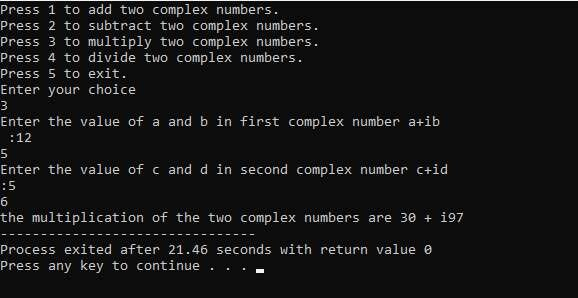 Press 1 to add two complex numbers.
Press 2 to subtract two complex numbers.
Press 3 to multiply two complex numbers.
Press 4 to divide two complex numbers.
Press 5 to exit.
Enter your choice
3
Enter the value of a and b in first complex number a+ib
 :12
5
Enter the value of c and d in second complex number c+id
:5
6
the multiplication of the two complex numbers are 30 + i97
--------------------------------
Process exited after 21.46 seconds with return value 0
Press any key to continue . . .